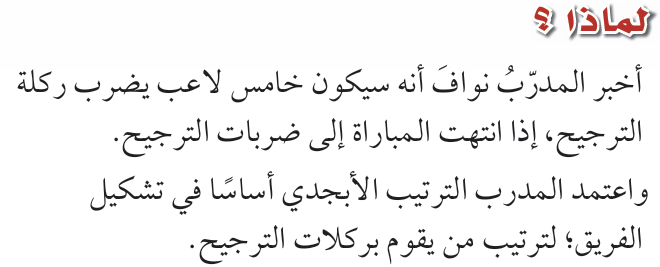 لماذا ؟
أخبر المدرّبُ نوافَ أنه سيكون خامس لاعب يضرب ركلة
الترجيح، إذا انتهت المباراة إلى ضربات الترجيح.
واعتمد المدرب الترتيب الأبجدي أساسًا في تشكيل
الفريق؛ لترتيب من يقوم بركلات الترجيح.